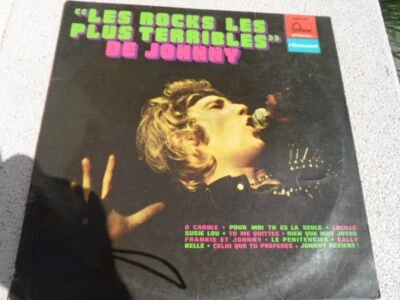 «LES ROCKS LES
PLUS TERRIBLES»
DE JOHNNY
O CAROLE • POUR MOI TU ES LA SEULE • LUCILLE
SUSIE LOU • TU ME QUITTES • RIEN QUE HUIT JOURS
FRANKIE ET JOHNNY • LE PENITENCIER • SALLY
BELLE • CELUI QUE TU PREFERES • JOHNNY REVIENS !